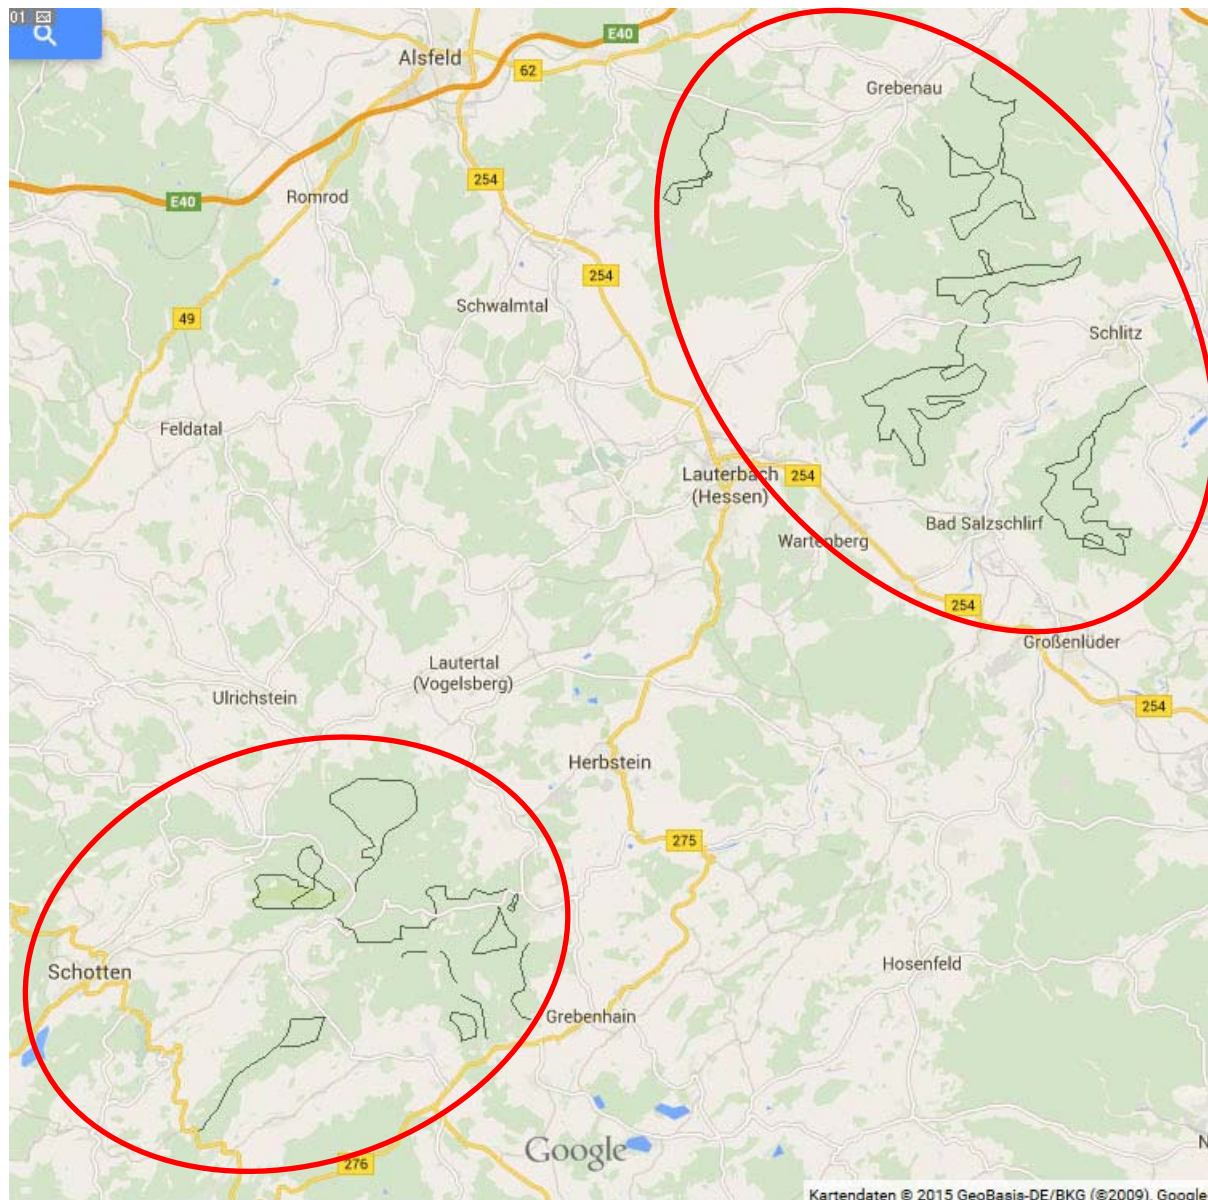 01
E40
Alsfeld
62
Grebenau
254
E40
Romrod
254
Schwalmtal
49
Schlitz
Feldatal
Lauterbach
(Hessen)
254
Bad Salzschlirf
Wartenberg
254
Großenlüder
Lautertal
(Vogelsberg)
Ulrichstein
254
Herbstein
275
Hosenfeld
Schotten
Grebenhain
Google
N
276
Kartendaten © 2015 GeoBasis-DE/BKG (©2009), Google